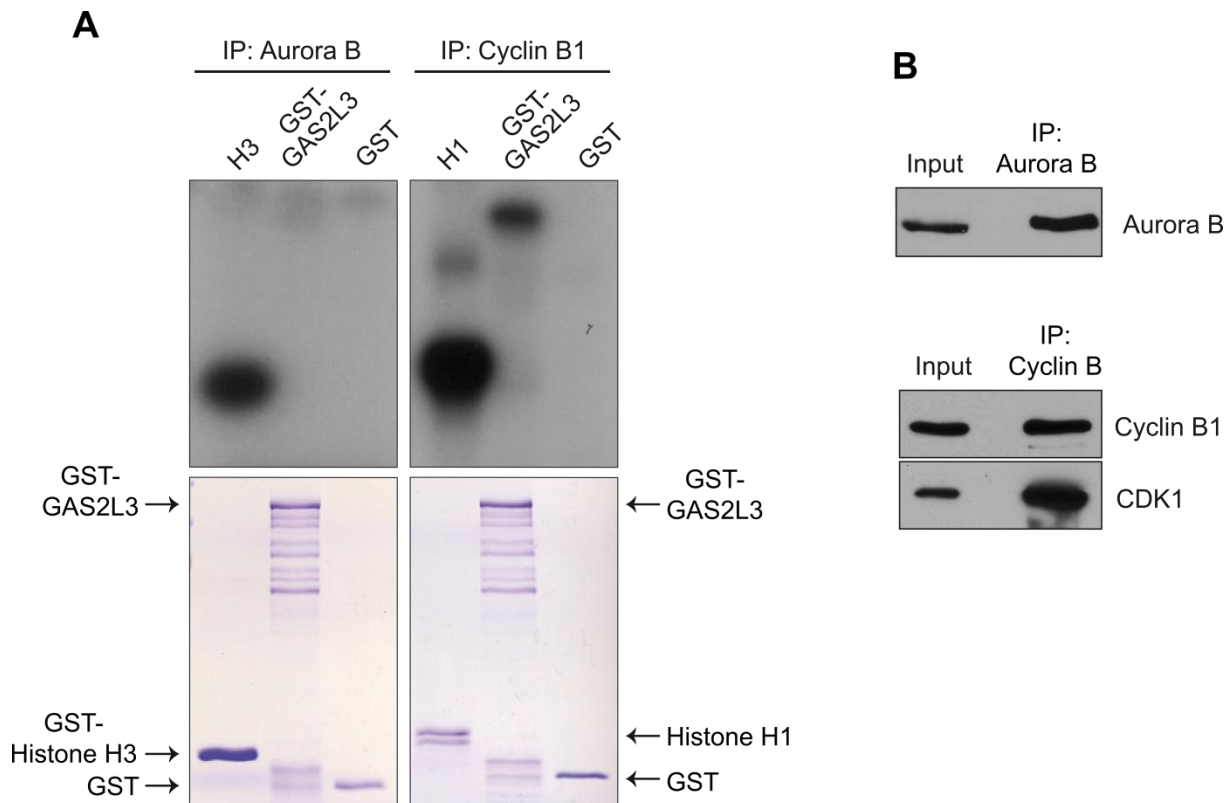 A
IP: Aurora B
IP: Cyclin B1
H3
GST-
GAS2L3
GST
H1
GST-
GAS2L3
GST
GST-
GAS2L3 →
← GST-
GAS2L3
GST-
Histone H3 →
GST →
← Histone H1
← GST
B
Input
IP:
Aurora B
Aurora B
Input
IP:
Cyclin B
Cyclin B1
CDK1